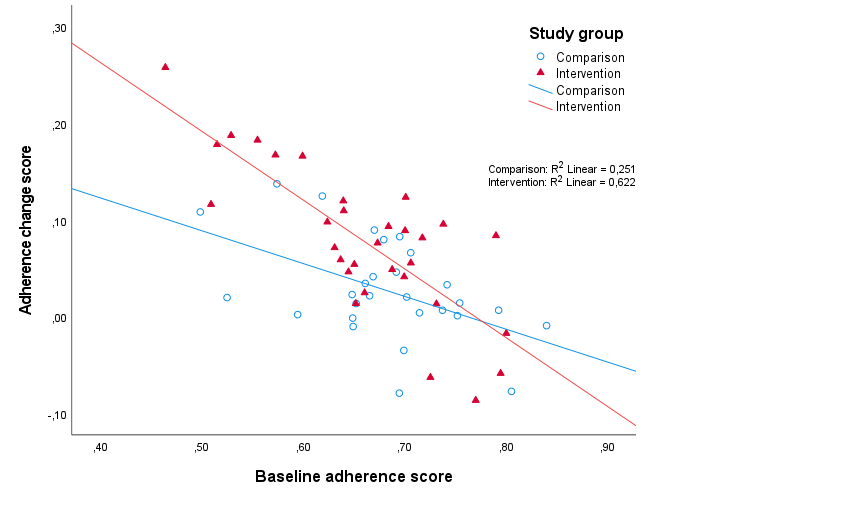 ,30
,20
,10
,00
-,10
Adherence change score
,40 ,50 ,60 ,70 ,80 ,90
Baseline adherence score
Study group
Comparison
Intervention
Comparison
Intervention
Comparison: R² Linear = 0,251
Intervention: R² Linear = 0,622